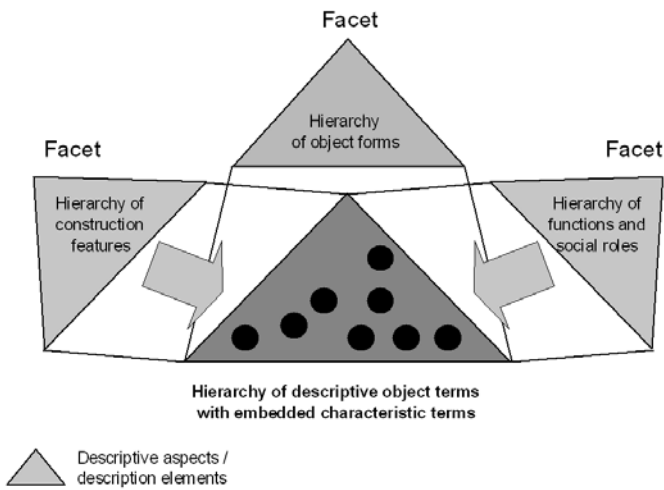 Facet
Hierarchy
of object forms
Facet
Hierarchy of
construction
features
Facet
Hierarchy of
functions and
social roles
Hierarchy of descriptive object terms
with embedded characteristic terms
Descriptive aspects /
description elements